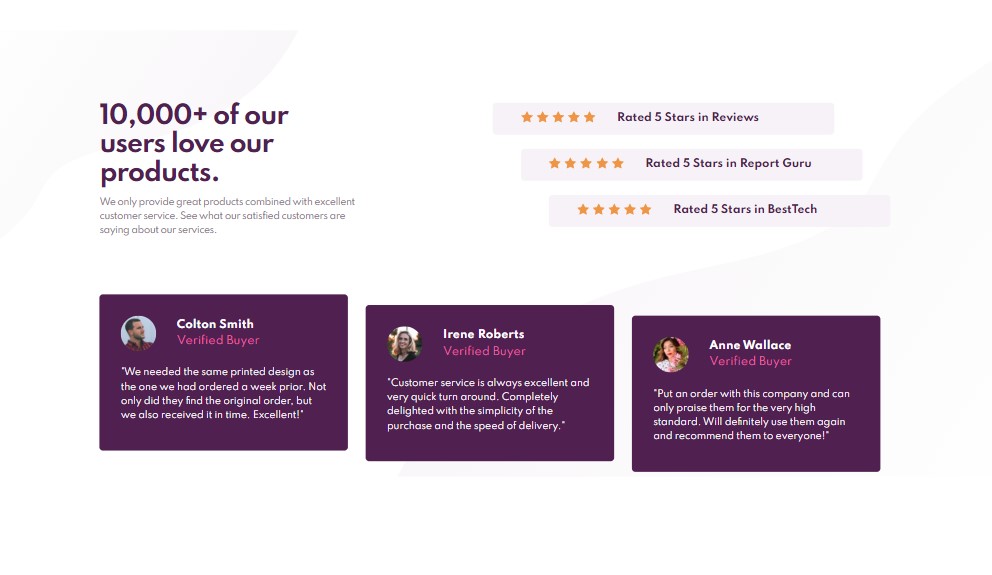 10,000+ of our
users love our
products.
We only provide great products combined with excellent
customer service. See what our satisfied customers are
saying about our services.
Rated 5 Stars in Reviews
Rated 5 Stars in Report Guru
Rated 5 Stars in BestTech
Colton Smith
Verified Buyer
"We needed the same printed design as
the one we had ordered a week prior. Not
only did they find the original order, but
we also received it in time. Excellent!"
Irene Roberts
Verified Buyer
"Customer service is always excellent and
very quick turn around. Completely
delighted with the simplicity of the
purchase and the speed of delivery."
Anne Wallace
Verified Buyer
"Put an order with this company and can
only praise them for the very high
standard. Will definitely use them again
and recommend them to everyone!"